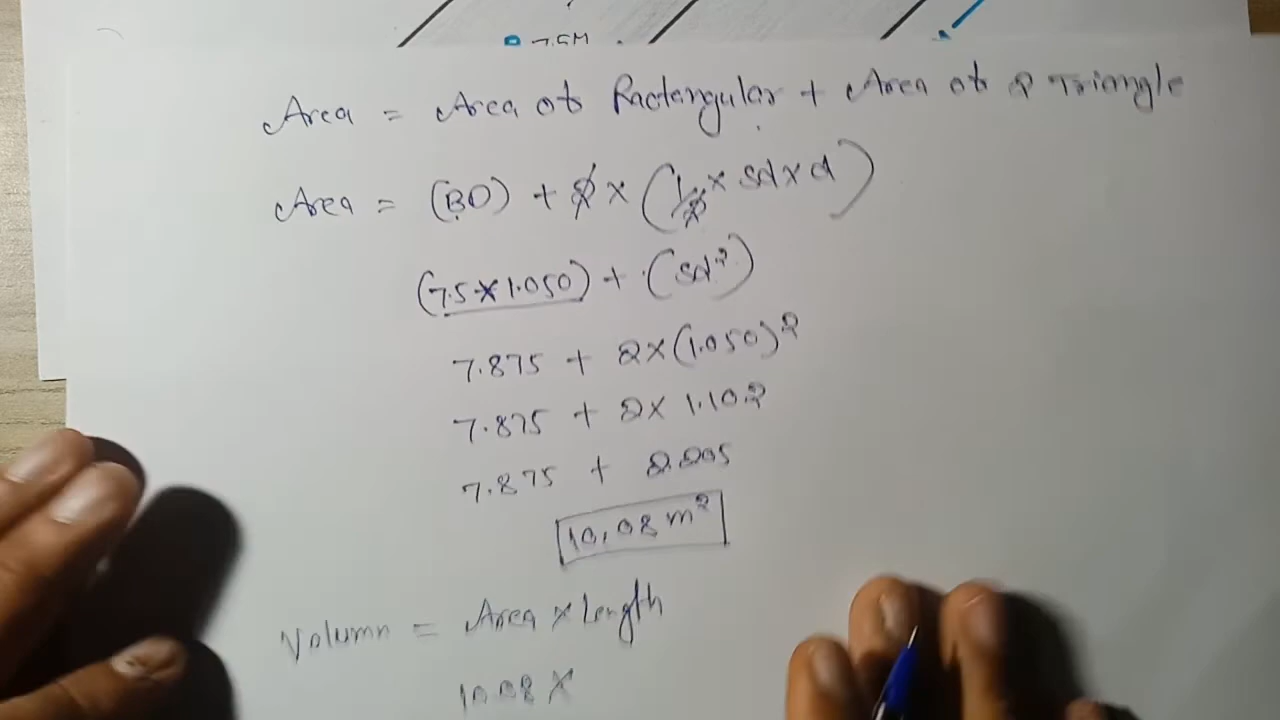 7.5M
Area = Area of Ractengular + Area of 2 Triangle
Area = (BD) + 2 × (1/2 × Sd × d)
(7.5 × 1.050) + (Sd²)
7.875 + 2 × (1.050)²
7.875 + 2 × 1.102
7.875 + 2.205
10.08 m²
Volumn = Area × Length
10.08 ×